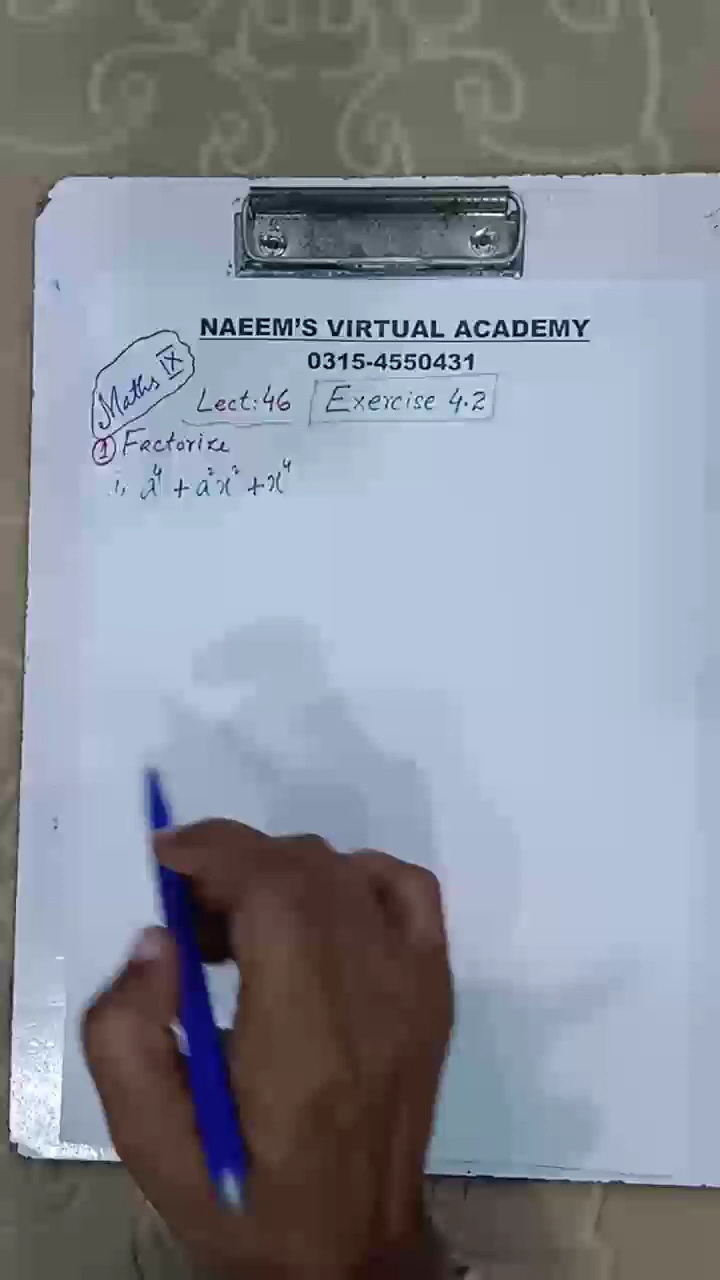 NAEEM'S VIRTUAL ACADEMY
0315-4550431
Maths IX
Lect:46 Exercise 4.2
① Factorize
i, a⁴ + a²x² + x⁴